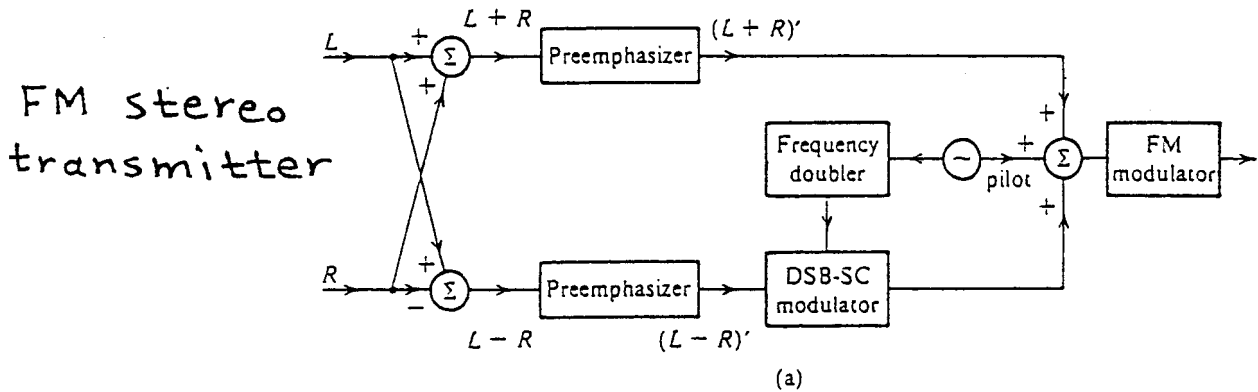 FM stereo
transmitter
L
+
Σ
+
L + R
Preemphasizer
(L + R)′
Frequency
doubler
~
pilot
+
+
Σ
+
FM
modulator
R
+
Σ
−
L − R
Preemphasizer
(L − R)′
DSB-SC
modulator
(a)